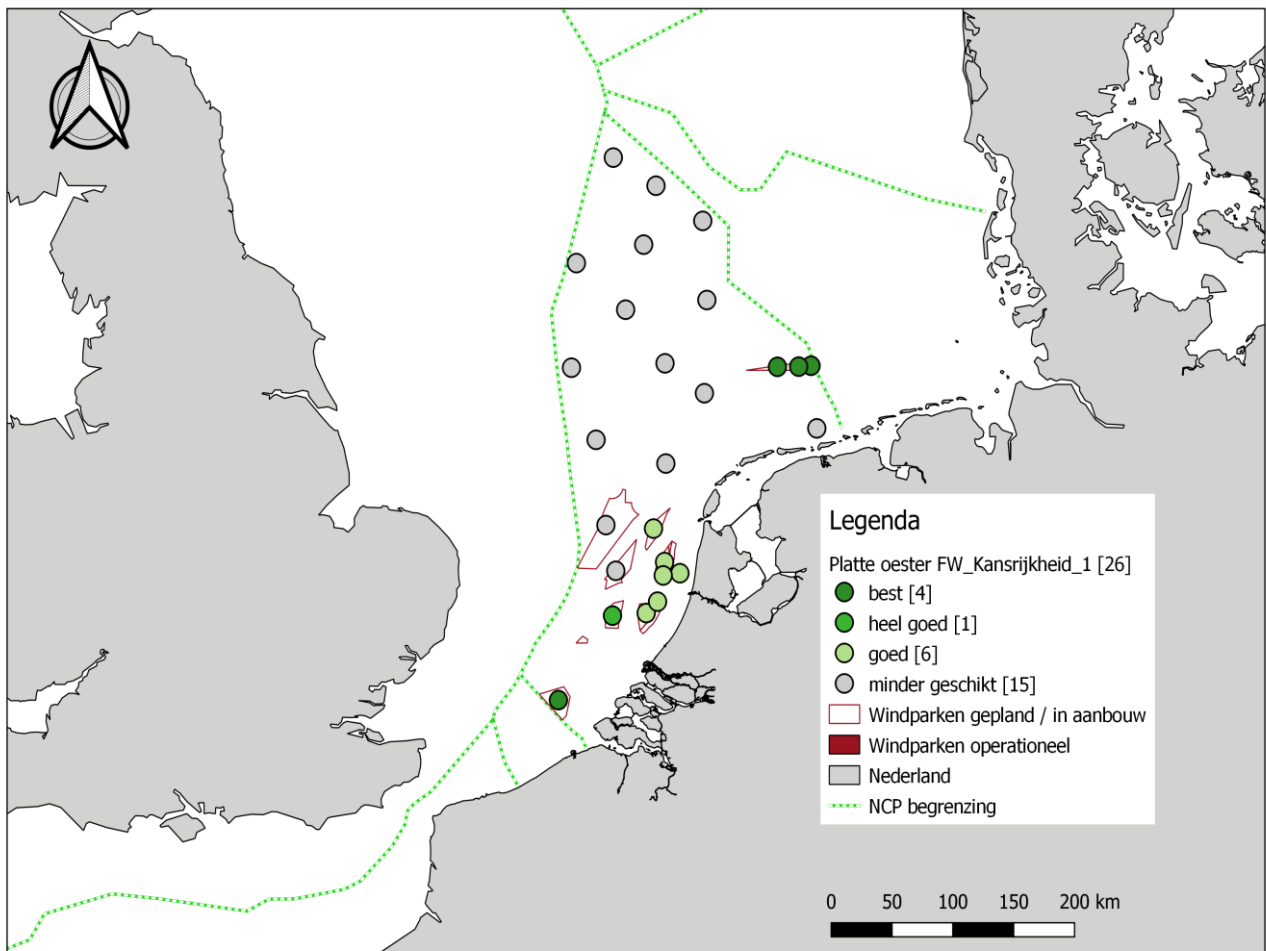 Legenda
Platte oester FW_Kansrijkheid_1 [26]
best [4]
heel goed [1]
goed [6]
minder geschikt [15]
Windparken gepland / in aanbouw
Windparken operationeel
Nederland
NCP begrenzing
0 50 100 150 200 km